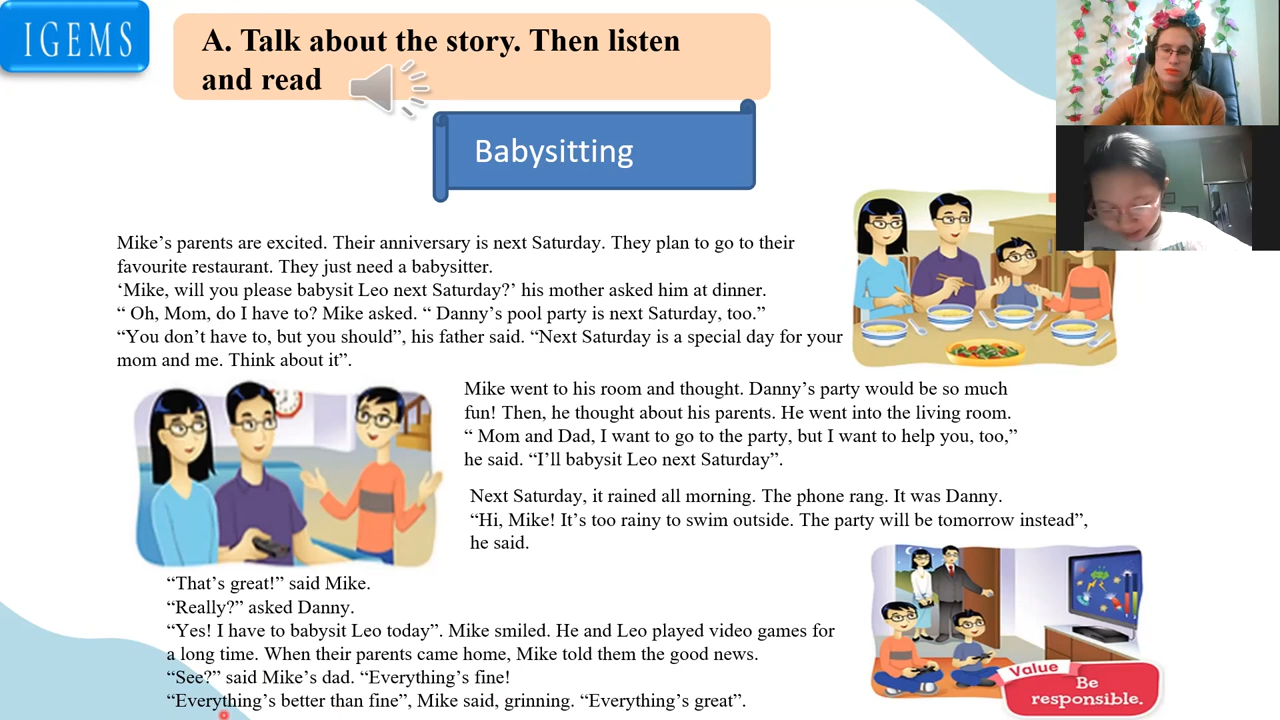 IGEMS
A. Talk about the story. Then listen
and read
Babysitting
Mike’s parents are excited. Their anniversary is next Saturday. They plan to go to their
favourite restaurant. They just need a babysitter.
‘Mike, will you please babysit Leo next Saturday?’ his mother asked him at dinner.
“ Oh, Mom, do I have to? Mike asked. “ Danny’s pool party is next Saturday, too.”
“You don’t have to, but you should”, his father said. “Next Saturday is a special day for your
mom and me. Think about it”.
Mike went to his room and thought. Danny’s party would be so much
fun! Then, he thought about his parents. He went into the living room.
“ Mom and Dad, I want to go to the party, but I want to help you, too,”
he said. “I’ll babysit Leo next Saturday”.
Next Saturday, it rained all morning. The phone rang. It was Danny.
“Hi, Mike! It’s too rainy to swim outside. The party will be tomorrow instead”,
he said.
“That’s great!” said Mike.
“Really?” asked Danny.
“Yes! I have to babysit Leo today”. Mike smiled. He and Leo played video games for
a long time. When their parents came home, Mike told them the good news.
“See?” said Mike’s dad. “Everything’s fine!
“Everything’s better than fine”, Mike said, grinning. “Everything’s great”.
Value
Be
responsible.